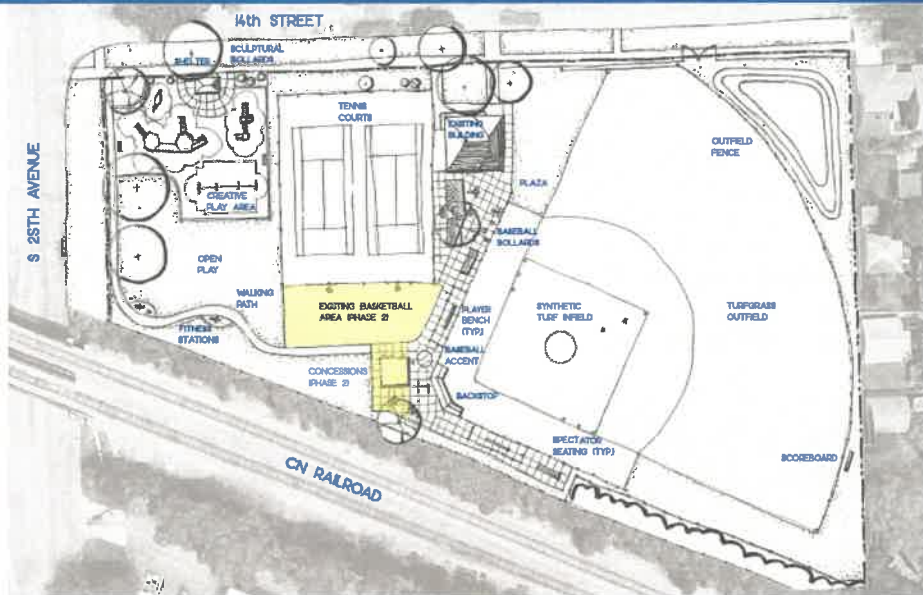 14th STREET
SCULPTURAL
BOLLARDS
SHELTER
TENNIS
COURTS
EXISTING
BUILDING
OUTFIELD
FENCE
S 25TH AVENUE
CREATIVE
PLAY AREA
PLAZA
BASEBALL
BOLLARDS
OPEN
PLAY
WALKING
PATH
EXISTING BASKETBALL
AREA (PHASE 2)
PLAYER
BENCH
(TYP.)
SYNTHETIC
TURF INFIELD
TURFGRASS
OUTFIELD
FITNESS
STATIONS
BASEBALL
ACCENT
CONCESSIONS
(PHASE 2)
BACKSTOP
SPECTATOR
SEATING (TYP.)
SCOREBOARD
CN RAILROAD